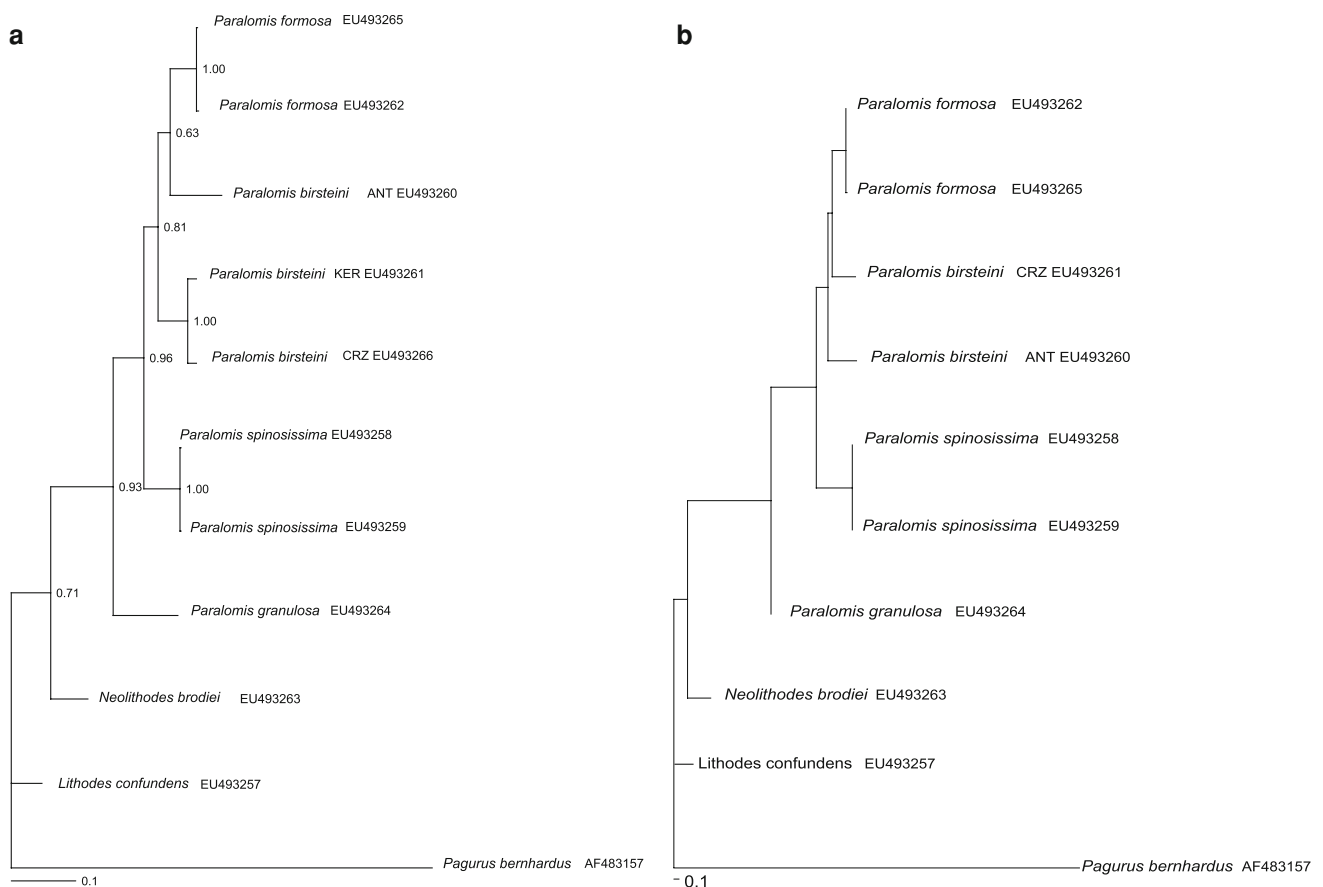 a
Paralomis formosa EU493265
1.00
Paralomis formosa EU493262
0.63
Paralomis birsteini ANT EU493260
0.81
Paralomis birsteini KER EU493261
1.00
Paralomis birsteini CRZ EU493266
0.96
Paralomis spinosissima EU493258
0.93
1.00
Paralomis spinosissima EU493259
0.71
Paralomis granulosa EU493264
Neolithodes brodiei EU493263
Lithodes confundens EU493257
Pagurus bernhardus AF483157
0.1
b
Paralomis formosa EU493262
Paralomis formosa EU493265
Paralomis birsteini CRZ EU493261
Paralomis birsteini ANT EU493260
Paralomis spinosissima EU493258
Paralomis spinosissima EU493259
Paralomis granulosa EU493264
Neolithodes brodiei EU493263
Lithodes confundens EU493257
Pagurus bernhardus AF483157
0.1